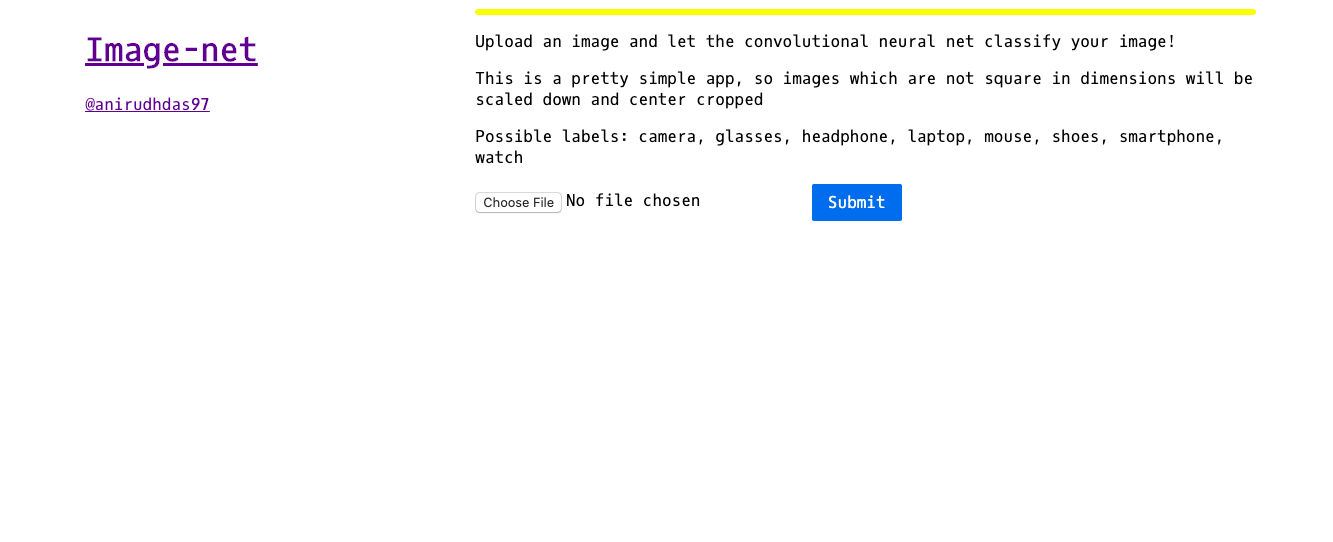 Image-net
@anirudhdas97
Upload an image and let the convolutional neural net classify your image!
This is a pretty simple app, so images which are not square in dimensions will be
scaled down and center cropped
Possible labels: camera, glasses, headphone, laptop, mouse, shoes, smartphone,
watch
Choose File No file chosen Submit